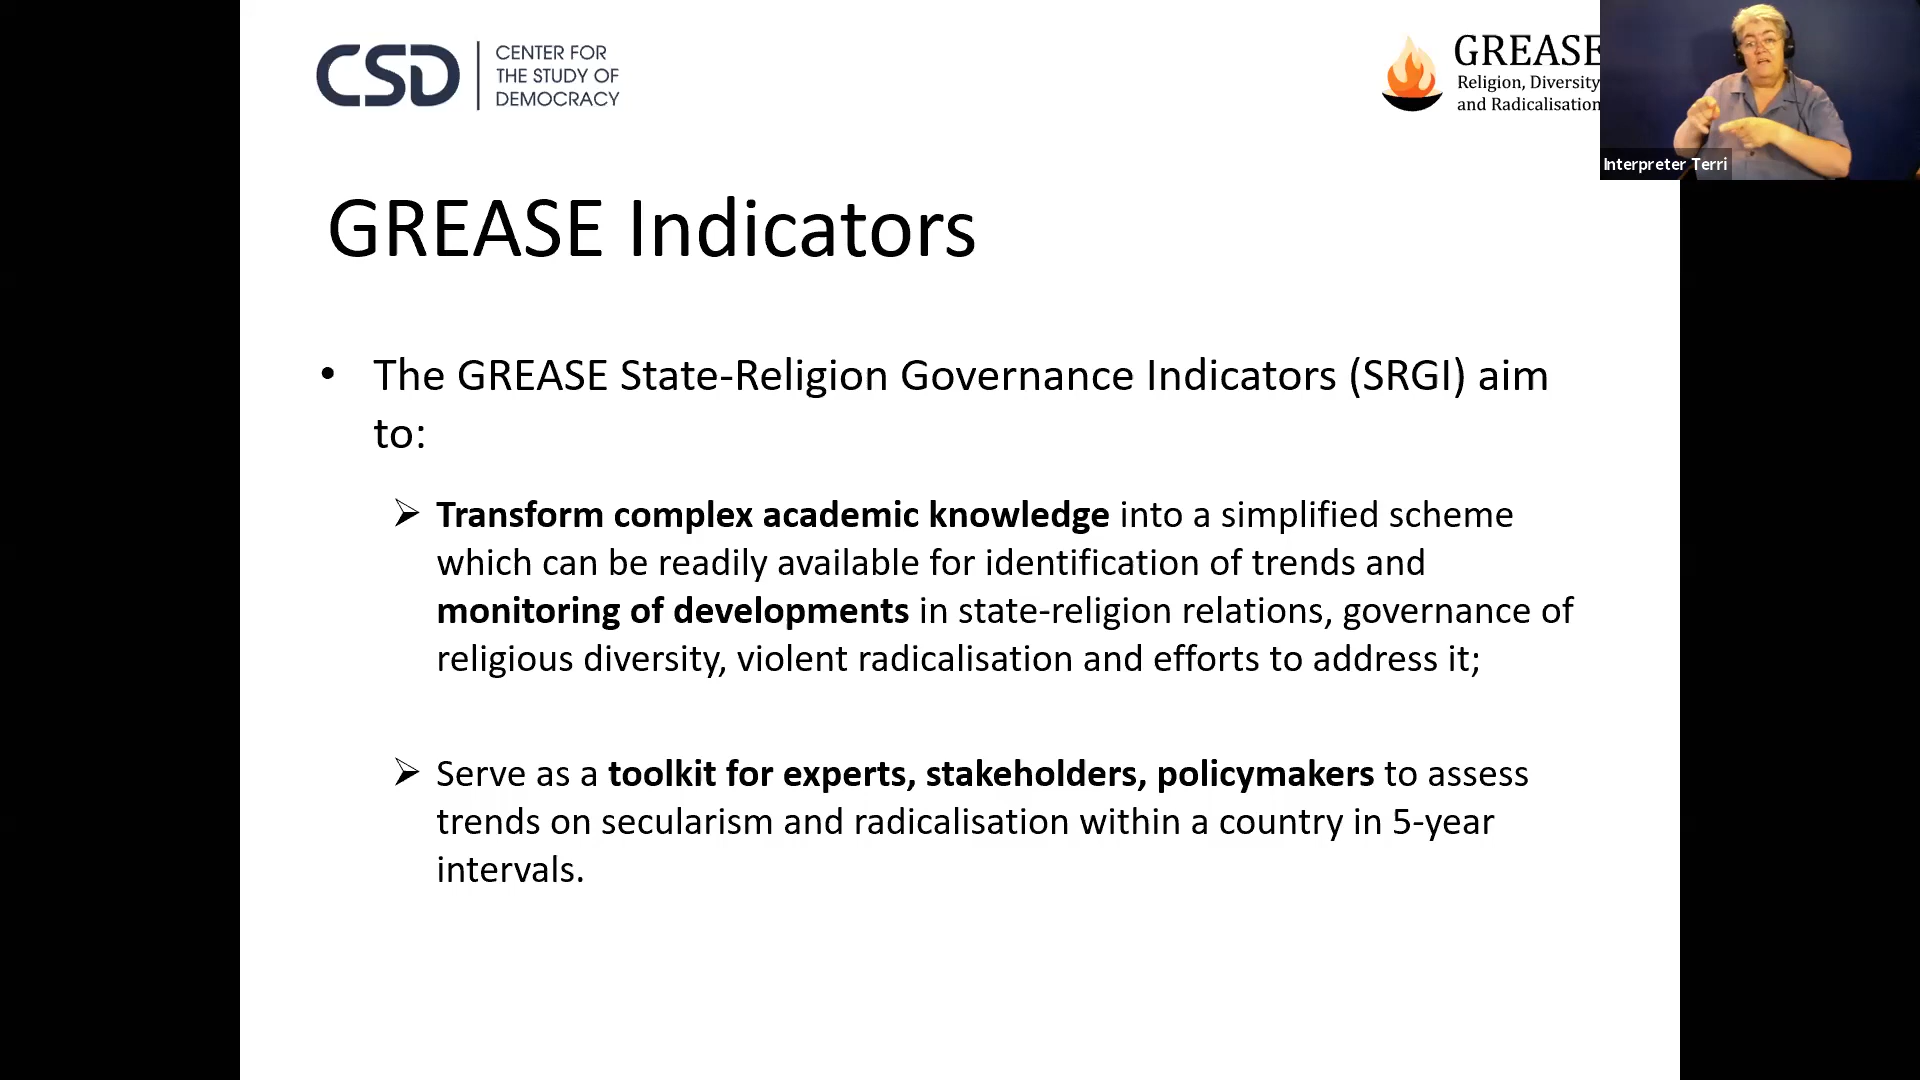 CSD
CENTER FOR
THE STUDY OF
DEMOCRACY
GREASE
Religion, Diversity
and Radicalisation
Interpreter Terri
GREASE Indicators
• The GREASE State-Religion Governance Indicators (SRGI) aim
to:
➢ Transform complex academic knowledge into a simplified scheme
which can be readily available for identification of trends and
monitoring of developments in state-religion relations, governance of
religious diversity, violent radicalisation and efforts to address it;
➢ Serve as a toolkit for experts, stakeholders, policymakers to assess
trends on secularism and radicalisation within a country in 5-year
intervals.